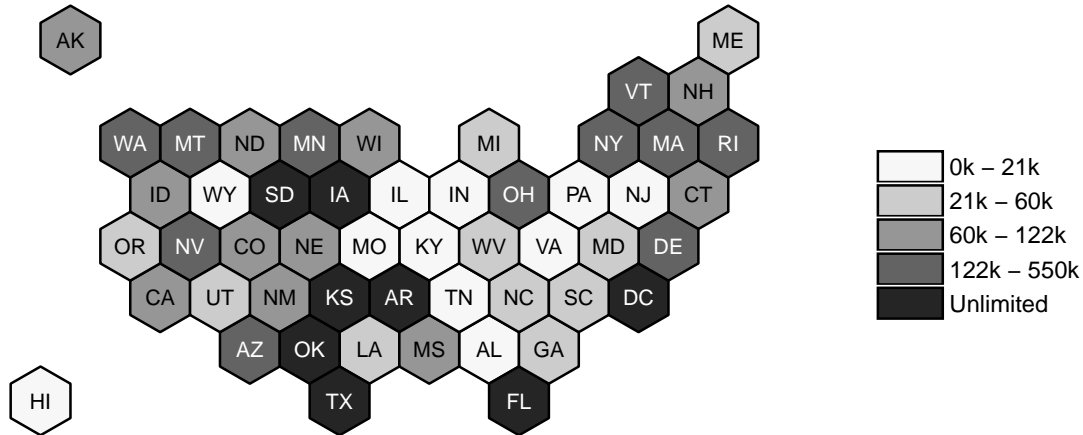 AK
ME
VT NH
WA MT ND MN WI MI NY MA RI
ID WY SD IA IL IN OH PA NJ CT
OR NV CO NE MO KY WV VA MD DE
CA UT NM KS AR TN NC SC DC
AZ OK LA MS AL GA
HI TX FL
0k – 21k
21k – 60k
60k – 122k
122k – 550k
Unlimited